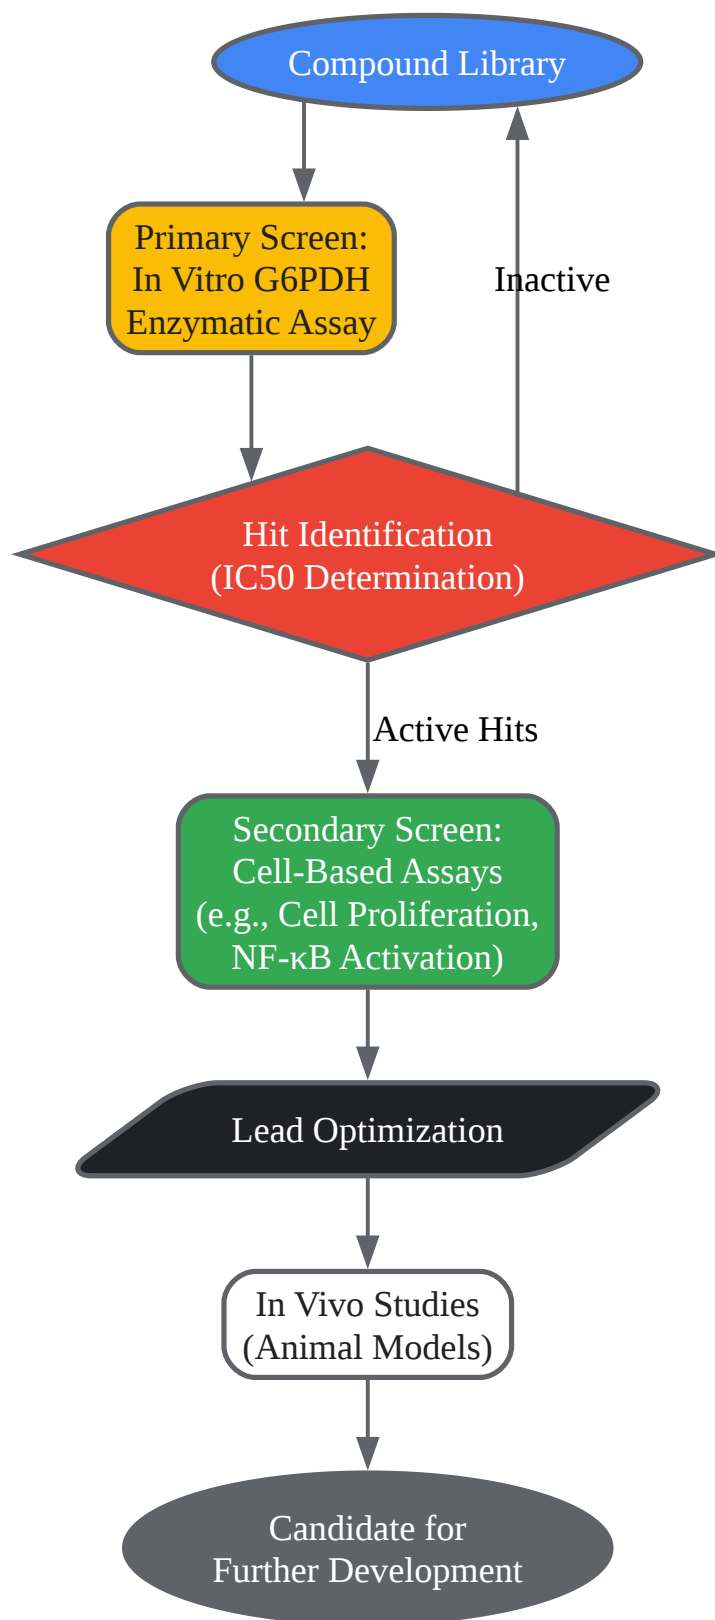 Compound Library
Primary Screen:
In Vitro G6PDH
Enzymatic Assay
Inactive
Hit Identification
(IC50 Determination)
Active Hits
Secondary Screen:
Cell-Based Assays
(e.g., Cell Proliferation,
NF-κB Activation)
Lead Optimization
In Vivo Studies
(Animal Models)
Candidate for
Further Development